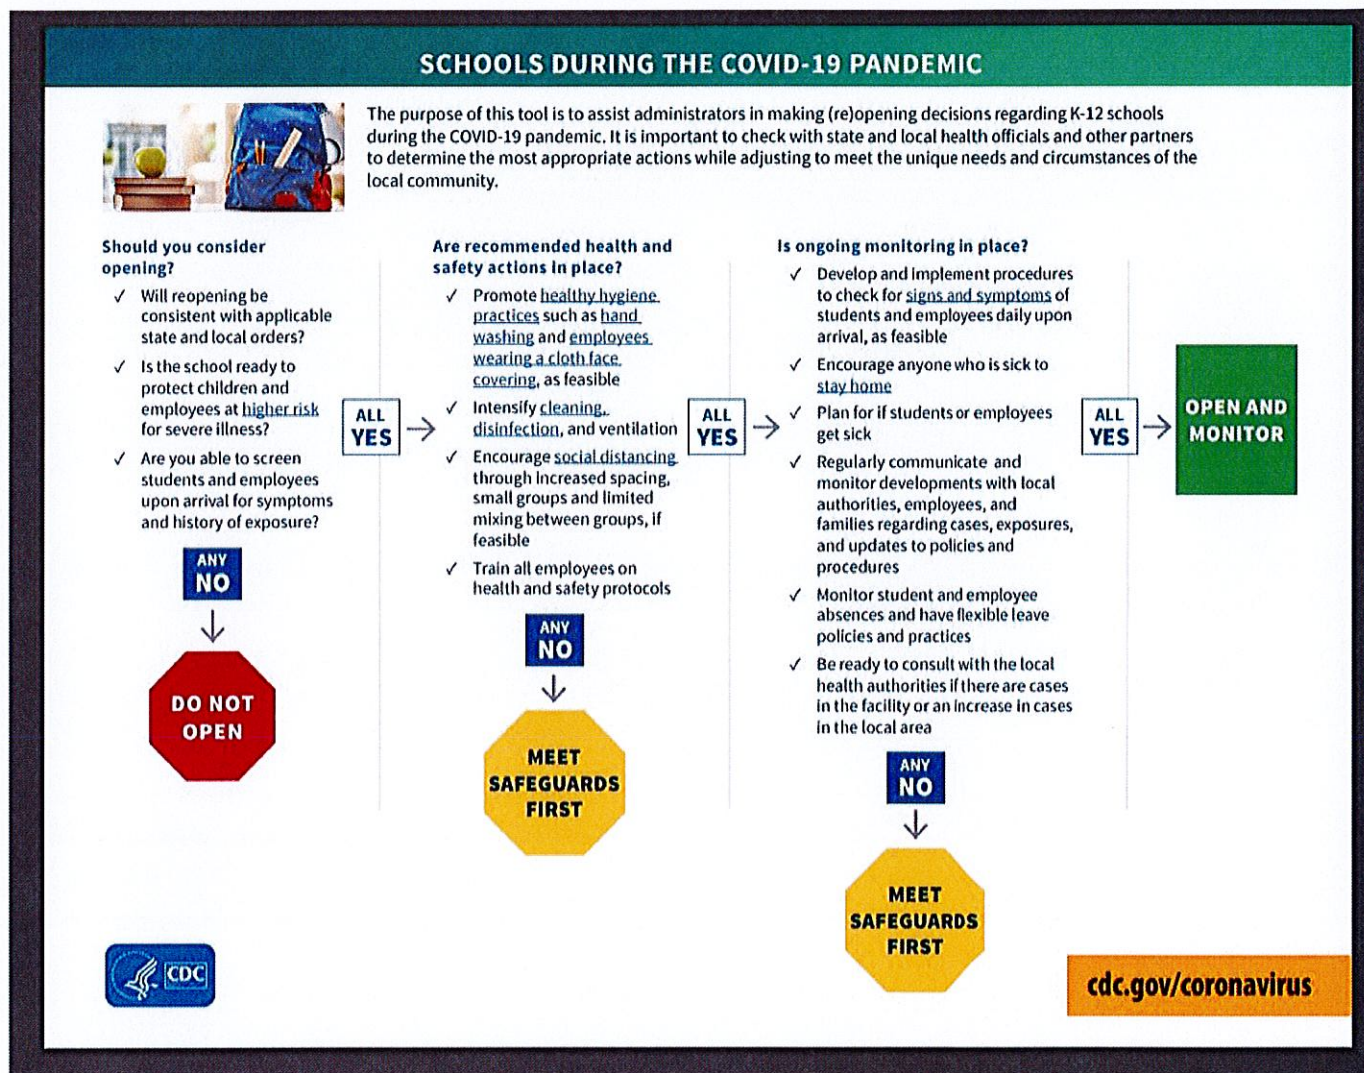 SCHOOLS DURING THE COVID-19 PANDEMIC
The purpose of this tool is to assist administrators in making (re)opening decisions regarding K-12 schools
during the COVID-19 pandemic. It is important to check with state and local health officials and other partners
to determine the most appropriate actions while adjusting to meet the unique needs and circumstances of the
local community.
Should you consider
opening?
✓ Will reopening be
consistent with applicable
state and local orders?
✓ Is the school ready to
protect children and
employees at higher risk
for severe illness?
✓ Are you able to screen
students and employees
upon arrival for symptoms
and history of exposure?
ANY
NO
DO NOT
OPEN
ALL
YES
Are recommended health and
safety actions in place?
✓ Promote healthy hygiene
practices such as hand
washing and employees
wearing a cloth face
covering, as feasible
✓ Intensify cleaning,
disinfection, and ventilation
✓ Encourage social distancing
through increased spacing,
small groups and limited
mixing between groups, if
feasible
✓ Train all employees on
health and safety protocols
ANY
NO
MEET
SAFEGUARDS
FIRST
ALL
YES
Is ongoing monitoring in place?
✓ Develop and implement procedures
to check for signs and symptoms of
students and employees daily upon
arrival, as feasible
✓ Encourage anyone who is sick to
stay home
✓ Plan for if students or employees
get sick
✓ Regularly communicate and
monitor developments with local
authorities, employees, and
families regarding cases, exposures,
and updates to policies and
procedures
✓ Monitor student and employee
absences and have flexible leave
policies and practices
✓ Be ready to consult with the local
health authorities if there are cases
in the facility or an increase in cases
in the local area
ANY
NO
MEET
SAFEGUARDS
FIRST
ALL
YES
OPEN AND
MONITOR
CDC
cdc.gov/coronavirus